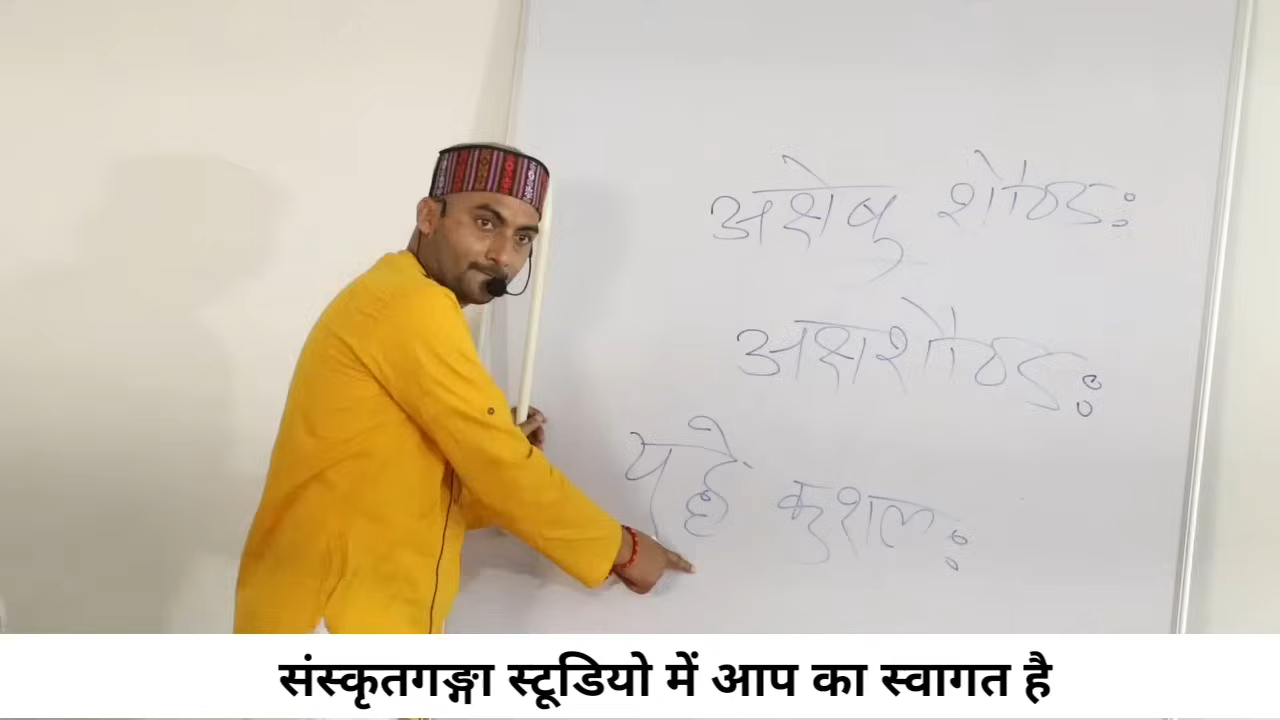 अक्षेषु शौण्डः
अक्षशौण्डः
कुशलः
संस्कृतगङ्गा स्टूडियो में आप का स्वागत है